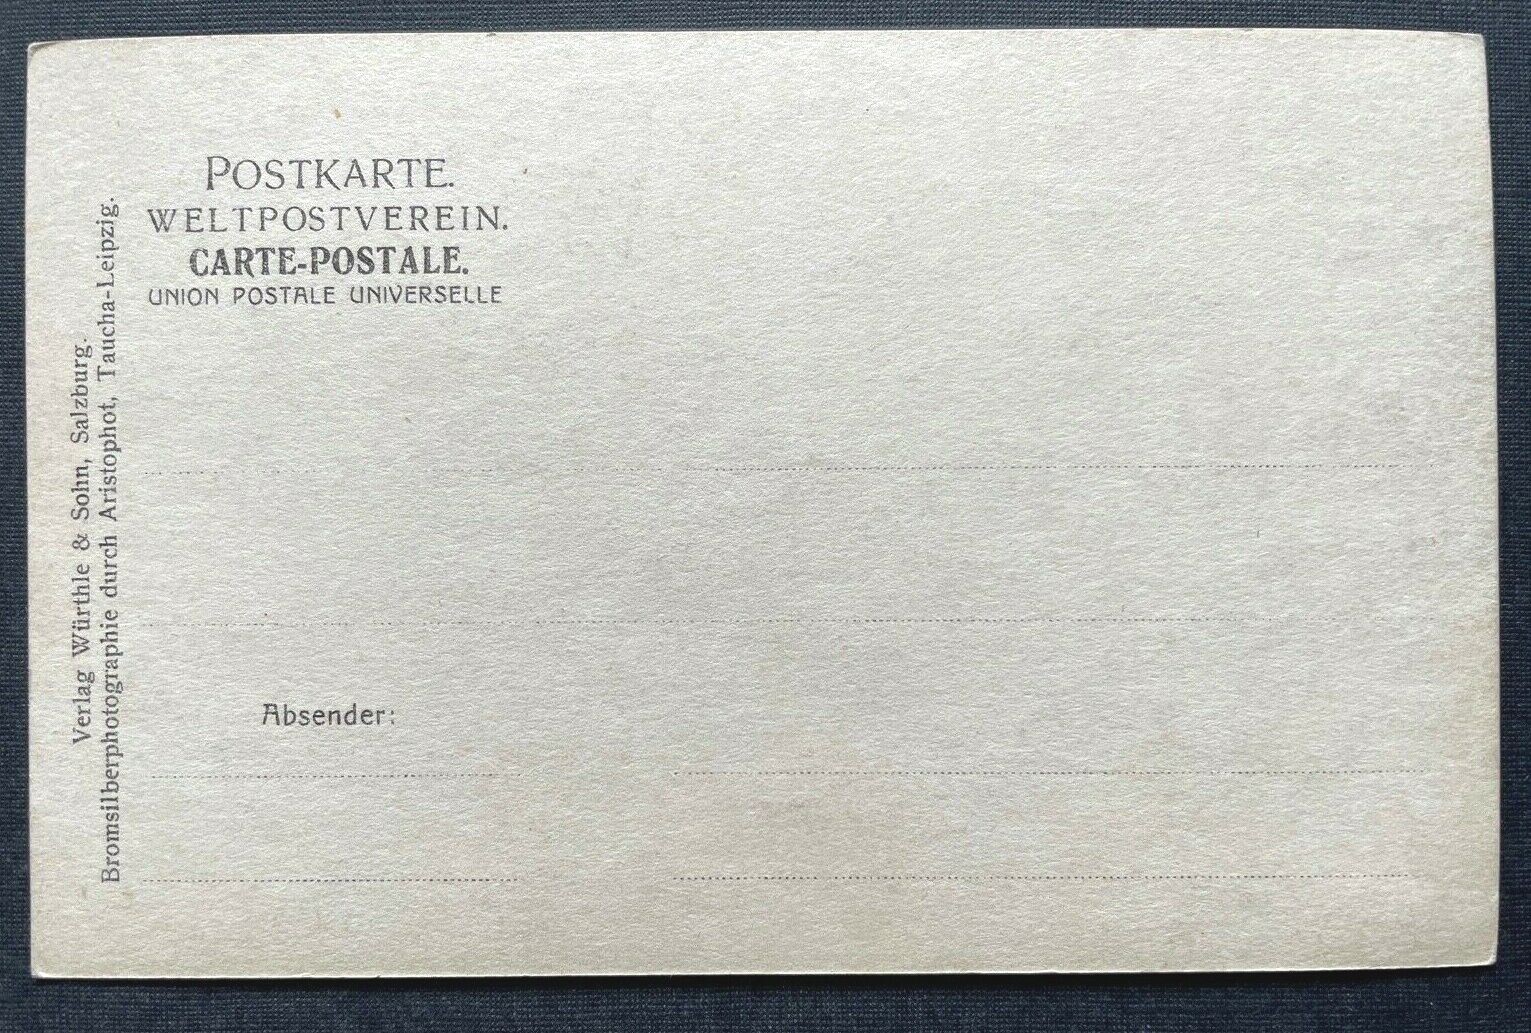 POSTKARTE.
WELTPOSTVEREIN.
CARTE-POSTALE.
UNION POSTALE UNIVERSELLE
Verlag Würthle & Sohn, Salzburg.
Bromsilberphotographie durch Aristophot, Taucha-Leipzig.
Absender: